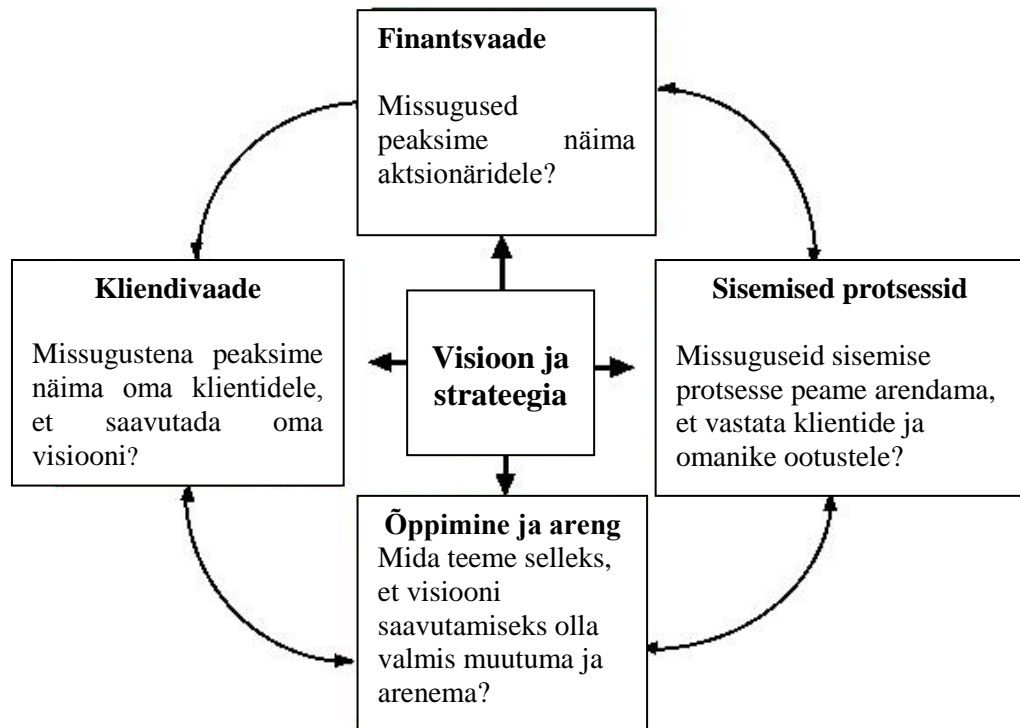 Finantsvaade
Missugused
peaksime näima
aktsionäridele?
Kliendivaade
Missugustena peaksime
näima oma klientidele,
et saavutada oma
visiooni?
Visioon ja
strateegia
Sisemised protsessid
Missuguseid sisemise
protsesse peame arendama,
et vastata klientide ja
omanike ootustele?
Õppimine ja areng
Mida teeme selleks,
et visiooni
saavutamiseks olla
valmis muutuma ja
arenema?